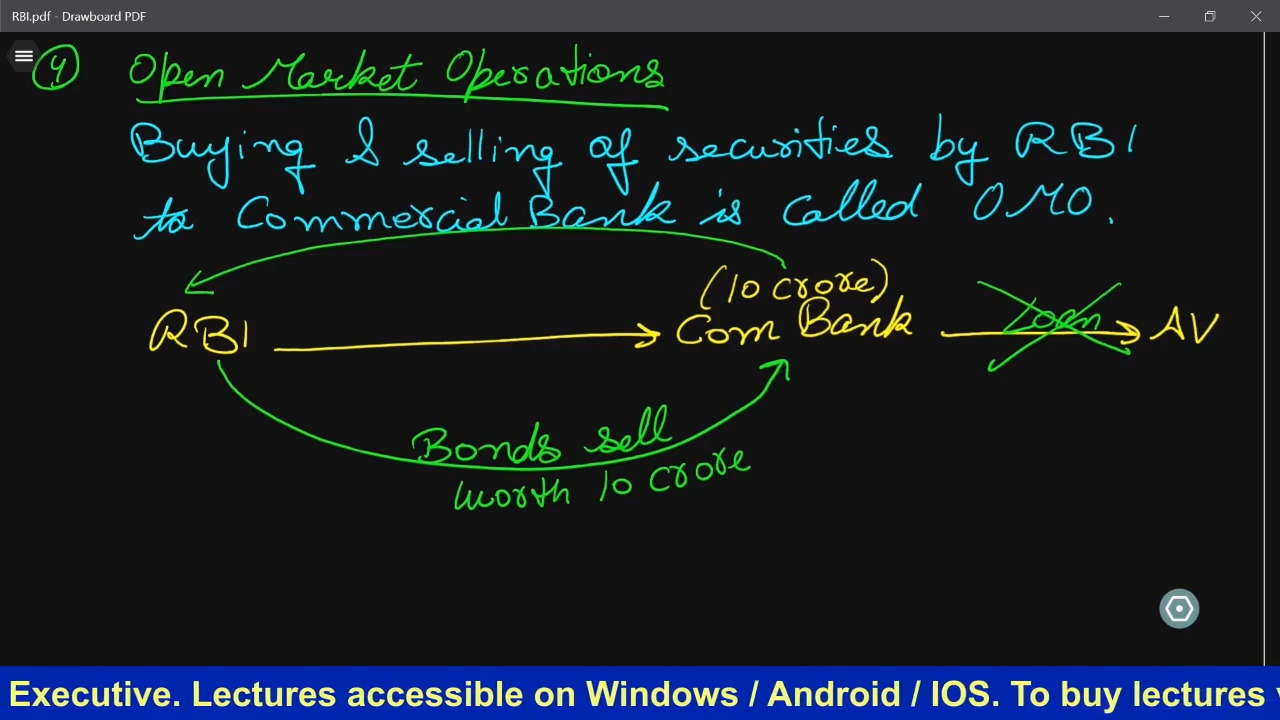 RBI.pdf - Drawboard PDF
4 Open Market Operations
Buying & selling of securities by RBI
to Commercial Bank is called OMO.
(10 crore)
RBI Com Bank Loan AV
Bonds sell
worth 10 crore
Executive. Lectures accessible on Windows / Android / IOS. To buy lectures